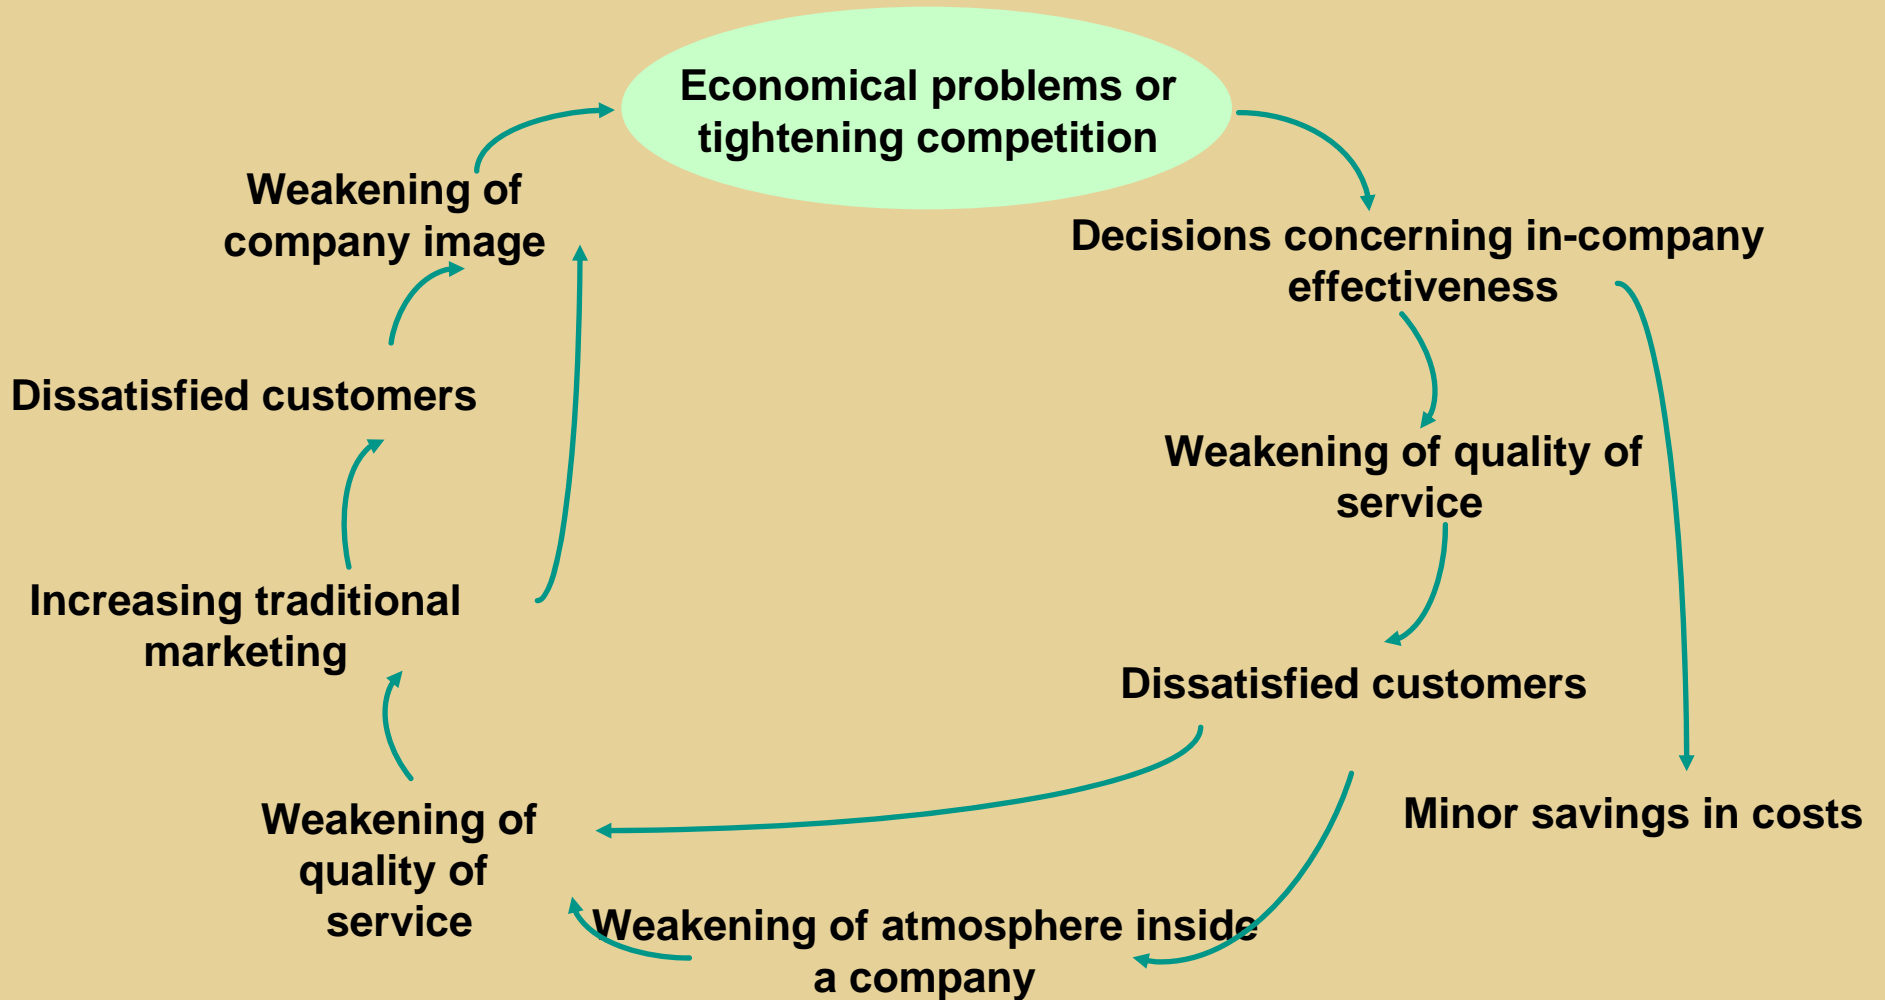 Economical problems or
tightening competition
Decisions concerning in-company
effectiveness
Weakening of quality of
service
Dissatisfied customers
Minor savings in costs
Weakening of atmosphere inside
a company
Weakening of
quality of
service
Increasing traditional
marketing
Dissatisfied customers
Weakening of
company image